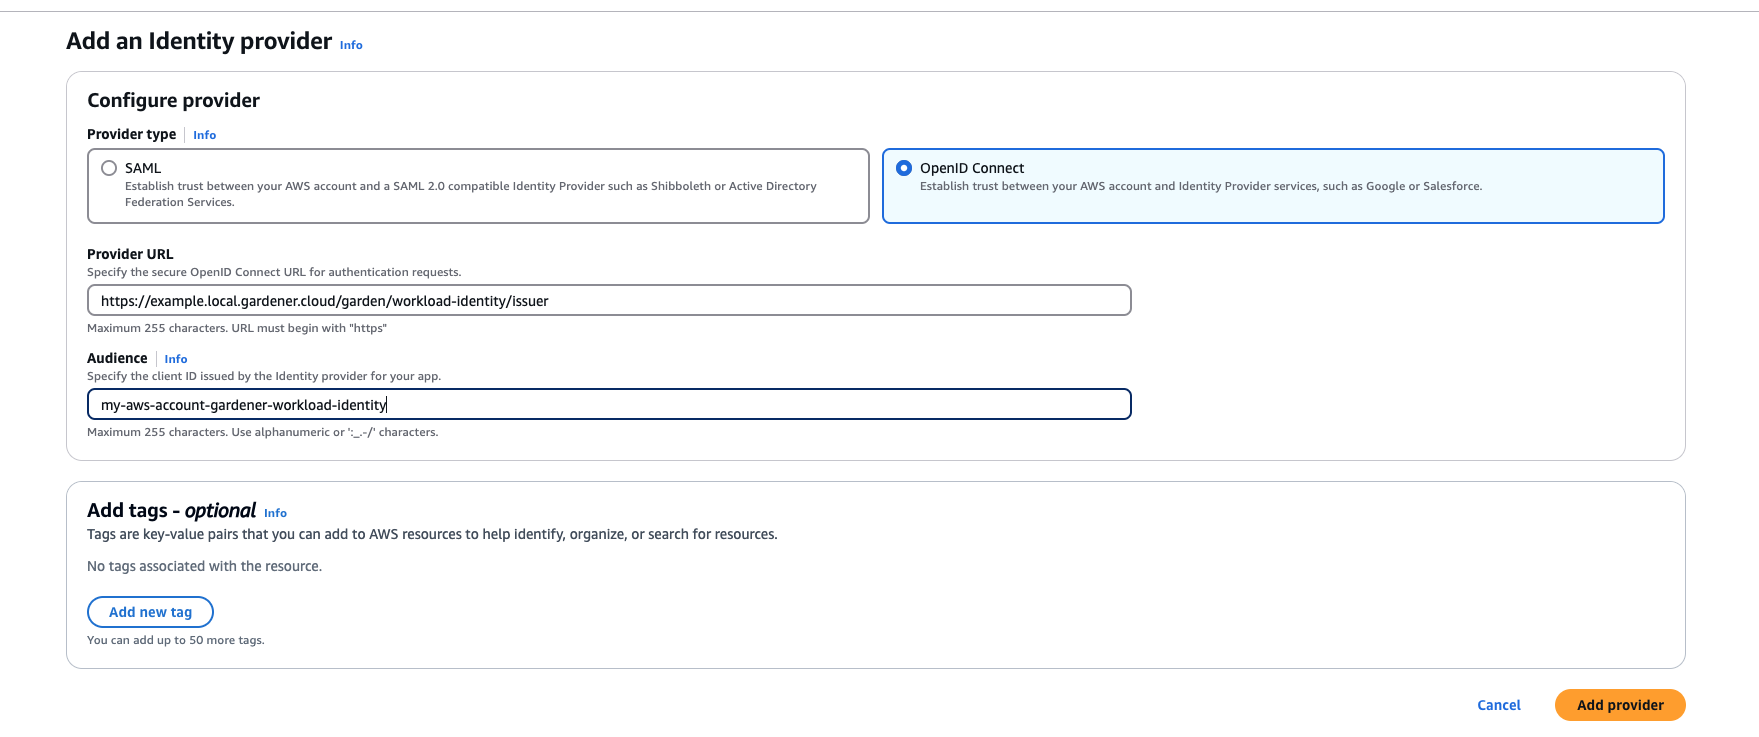 Add an Identity provider Info
Configure provider
Provider type Info
SAML
Establish trust between your AWS account and a SAML 2.0 compatible Identity Provider such as Shibboleth or Active Directory
Federation Services.
OpenID Connect
Establish trust between your AWS account and Identity Provider services, such as Google or Salesforce.
Provider URL
Specify the secure OpenID Connect URL for authentication requests.
https://example.local.gardener.cloud/garden/workload-identity/issuer
Maximum 255 characters. URL must begin with "https"
Audience Info
Specify the client ID issued by the Identity provider for your app.
my-aws-account-gardener-workload-identity
Maximum 255 characters. Use alphanumeric or ':_.-/' characters.
Add tags - optional Info
Tags are key-value pairs that you can add to AWS resources to help identify, organize, or search for resources.
No tags associated with the resource.
Add new tag
You can add up to 50 more tags.
Cancel
Add provider